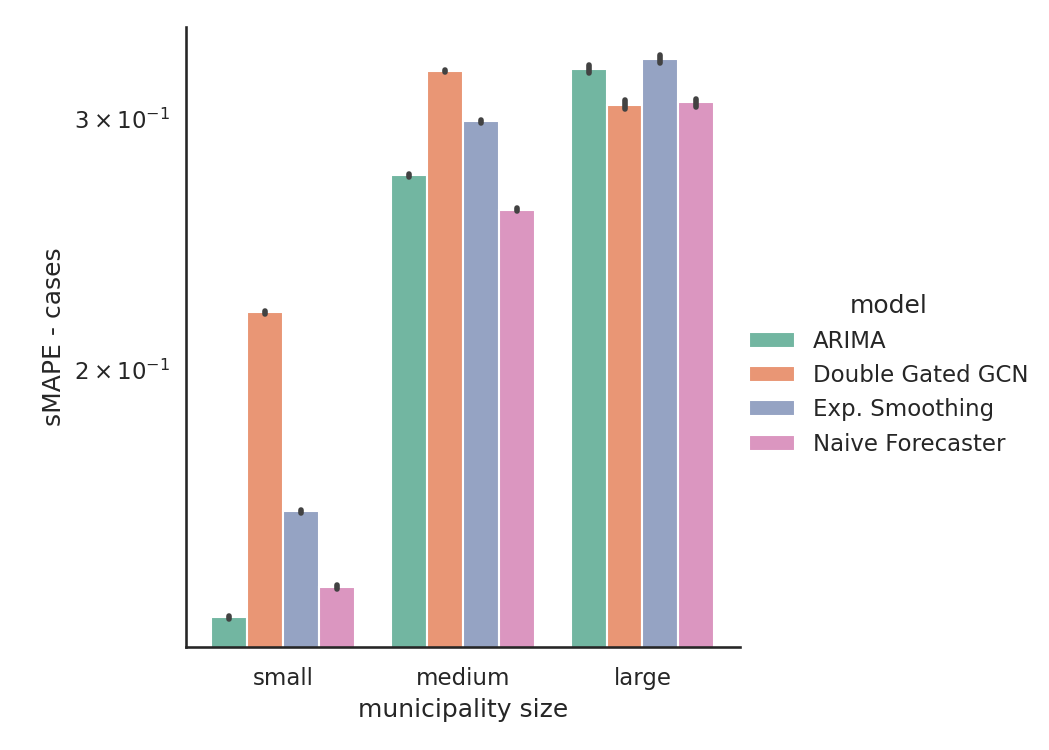 3 × 10⁻¹
2 × 10⁻¹
sMAPE - cases
small medium large
municipality size
model
ARIMA
Double Gated GCN
Exp. Smoothing
Naive Forecaster